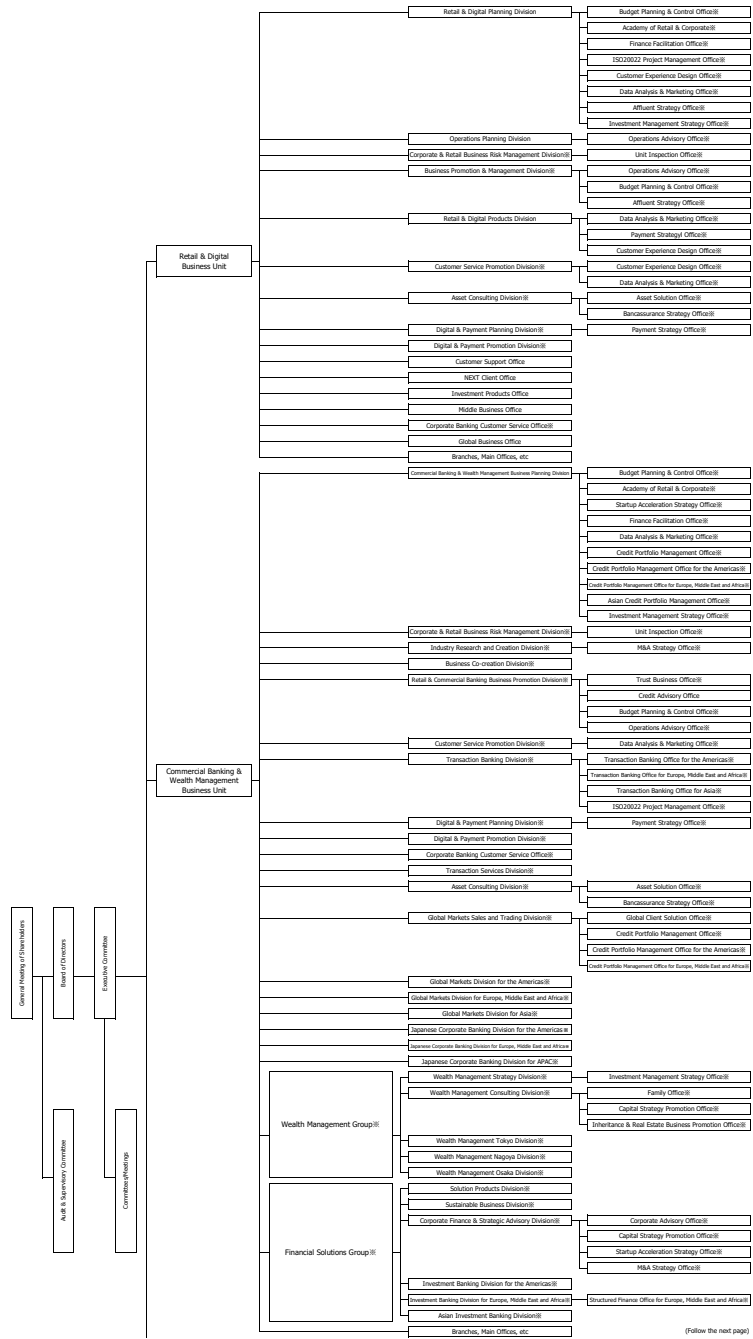 Retail & Digital Planning Division
Budget Planning & Control Office※
Academy of Retail & Corporate※
Finance Facilitation Office※
ISO20022 Project Management Office※
Customer Experience Design Office※
Data Analysis & Marketing Office※
Affluent Strategy Office※
Investment Management Strategy Office※
Operations Planning Division
Operations Advisory Office※
Corporate & Retail Business Risk Management Division※
Unit Inspection Office※
Business Promotion & Management Division※
Operations Advisory Office※
Budget Planning & Control Office※
Affluent Strategy Office※
Retail & Digital Products Division
Data Analysis & Marketing Office※
Payment Strategyl Office※
Customer Experience Design Office※
Retail & Digital
Business Unit
Customer Service Promotion Division※
Customer Experience Design Office※
Data Analysis & Marketing Office※
Asset Consulting Division※
Asset Solution Office※
Bancassurance Strategy Office※
Digital & Payment Planning Division※
Payment Strategy Office※
Digital & Payment Promotion Division※
Customer Support Office
NEXT Client Office
Investment Products Office
Middle Business Office
Corporate Banking Customer Service Office※
Global Business Office
Branches, Main Offices, etc
Commercial Banking & Wealth Management Business Planning Division
Budget Planning & Control Office※
Academy of Retail & Corporate※
Startup Acceleration Strategy Office※
Finance Facilitation Office※
Data Analysis & Marketing Office※
Credit Portfolio Management Office※
Credit Portfolio Management Office for the Americas※
Credit Portfolio Management Office for Europe, Middle East and Africa※
Asian Credit Portfolio Management Office※
Investment Management Strategy Office※
Corporate & Retail Business Risk Management Division※
Unit Inspection Office※
Industry Research and Creation Division※
M&A Strategy Office※
Business Co-creation Division※
Retail & Commercial Banking Business Promotion Division※
Trust Business Office※
Credit Advisory Office
Budget Planning & Control Office※
Operations Advisory Office※
Commercial Banking &
Wealth Management
Business Unit
Customer Service Promotion Division※
Data Analysis & Marketing Office※
Transaction Banking Division※
Transaction Banking Office for the Americas※
Transaction Banking Office for Europe, Middle East and Africa※
Transaction Banking Office for Asia※
ISO20022 Project Management Office※
Digital & Payment Planning Division※
Payment Strategy Office※
Digital & Payment Promotion Division※
Corporate Banking Customer Service Office※
Transaction Services Division※
Asset Consulting Division※
Asset Solution Office※
Bancassurance Strategy Office※
Global Markets Sales and Trading Division※
Global Client Solution Office※
Credit Portfolio Management Office※
Credit Portfolio Management Office for the Americas※
Credit Portfolio Management Office for Europe, Middle East and Africa※
General Meeting of Shareholders
Board of Directors
Executive Committee
Global Markets Division for the Americas※
Global Markets Division for Europe, Middle East and Africa※
Global Markets Division for Asia※
Japanese Corporate Banking Division for the Americas※
Japanese Corporate Banking Division for Europe, Middle East and Africa※
Japanese Corporate Banking Division for APAC※
Audit & Supervisory Committee
Committees/Meetings
Wealth Management Group※
Wealth Management Strategy Division※
Investment Management Strategy Office※
Wealth Management Consulting Division※
Family Office※
Capital Strategy Promotion Office※
Inheritance & Real Estate Business Promotion Office※
Wealth Management Tokyo Division※
Wealth Management Nagoya Division※
Wealth Management Osaka Division※
Financial Solutions Group※
Solution Products Division※
Sustainable Business Division※
Corporate Finance & Strategic Advisory Division※
Corporate Advisory Office※
Capital Strategy Promotion Office※
Startup Acceleration Strategy Office※
M&A Strategy Office※
Investment Banking Division for the Americas※
Investment Banking Division for Europe, Middle East and Africa※
Structured Finance Office for Europe, Middle East and Africa※
Asian Investment Banking Division※
Branches, Main Offices, etc
(Follow the next page)